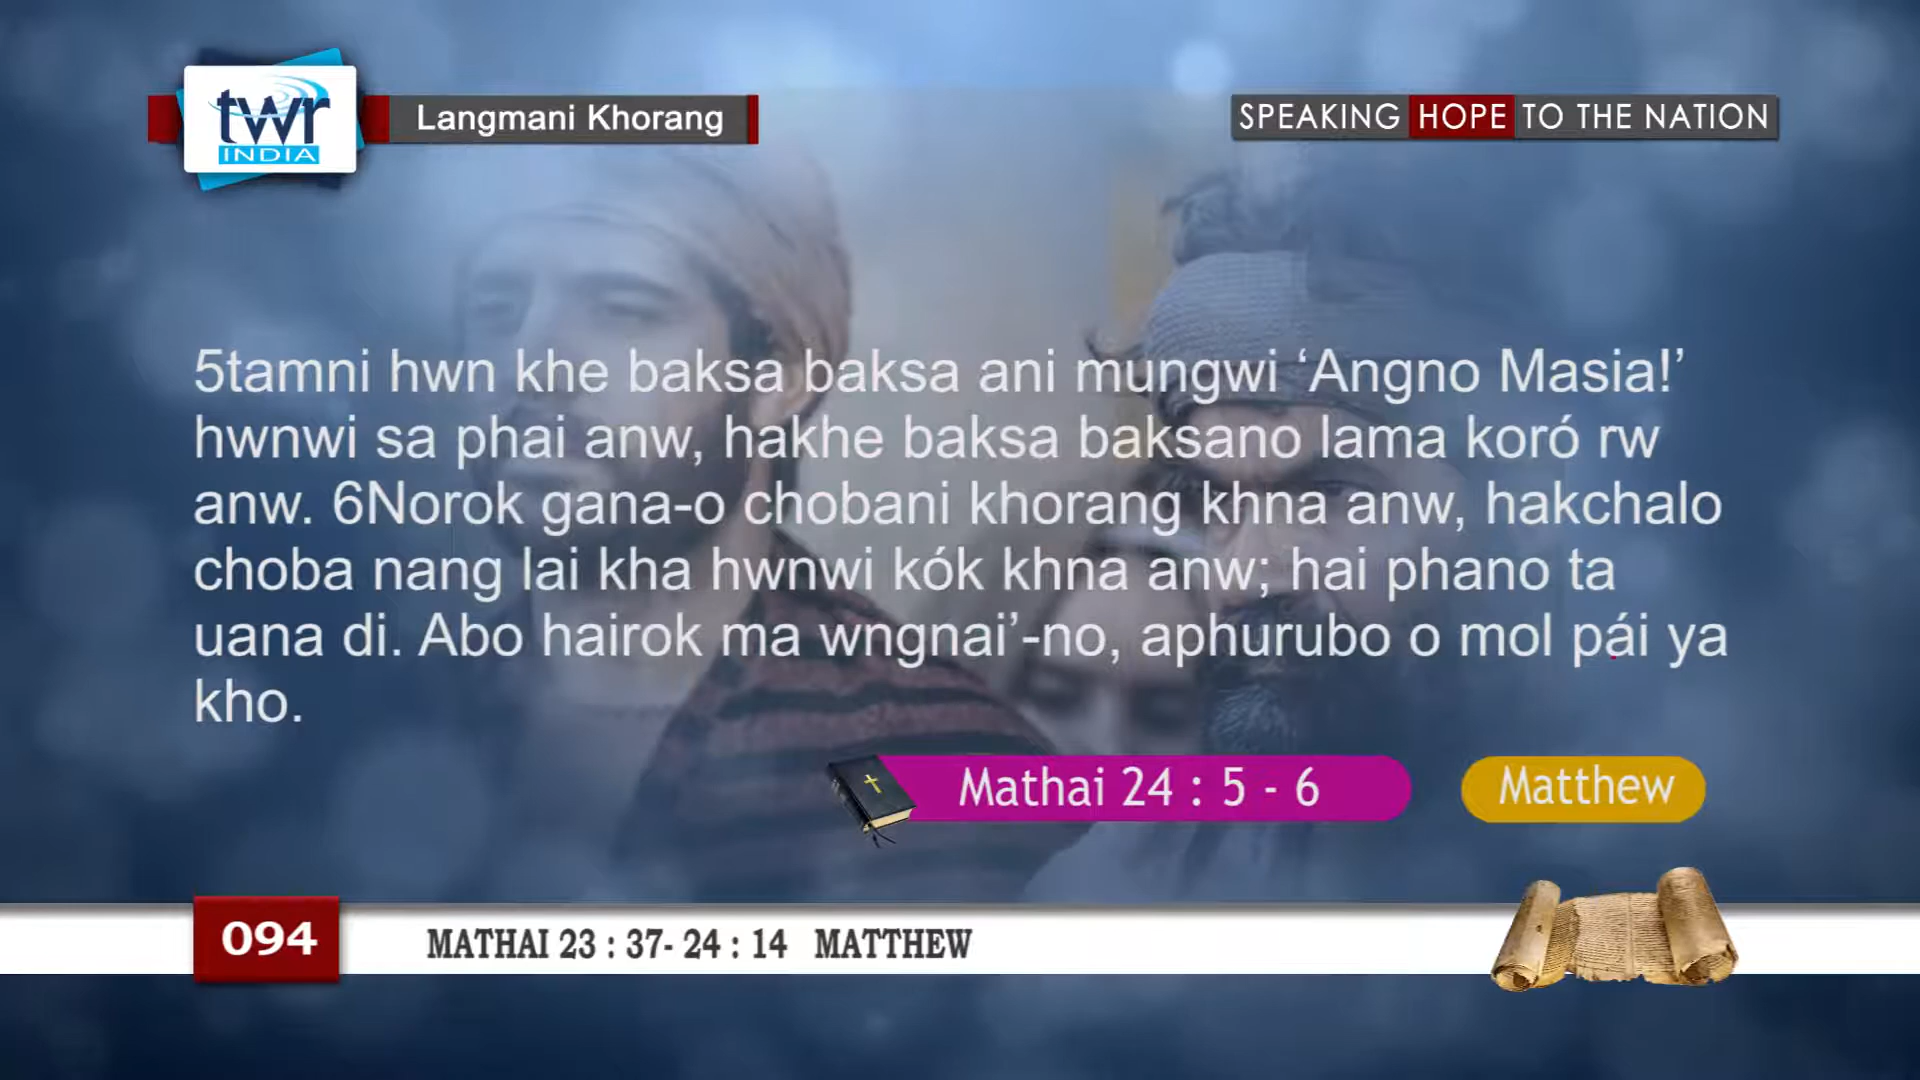 twr
INDIA
Langmani Khorang
SPEAKING HOPE TO THE NATION
5tamni hwn khe baksa baksa ani mungwi ‘Angno Masia!’
hwnwi sa phai anw, hakhe baksa baksano lama koró rw
anw. 6Norok gana-o chobani khorang khna anw, hakchalo
choba nang lai kha hwnwi kók khna anw; hai phano ta
uana di. Abo hairok ma wngnai’-no, aphurubo o mol pái ya
kho.
Mathai 24 : 5 - 6
Matthew
094
MATHAI 23 : 37- 24 : 14 MATTHEW